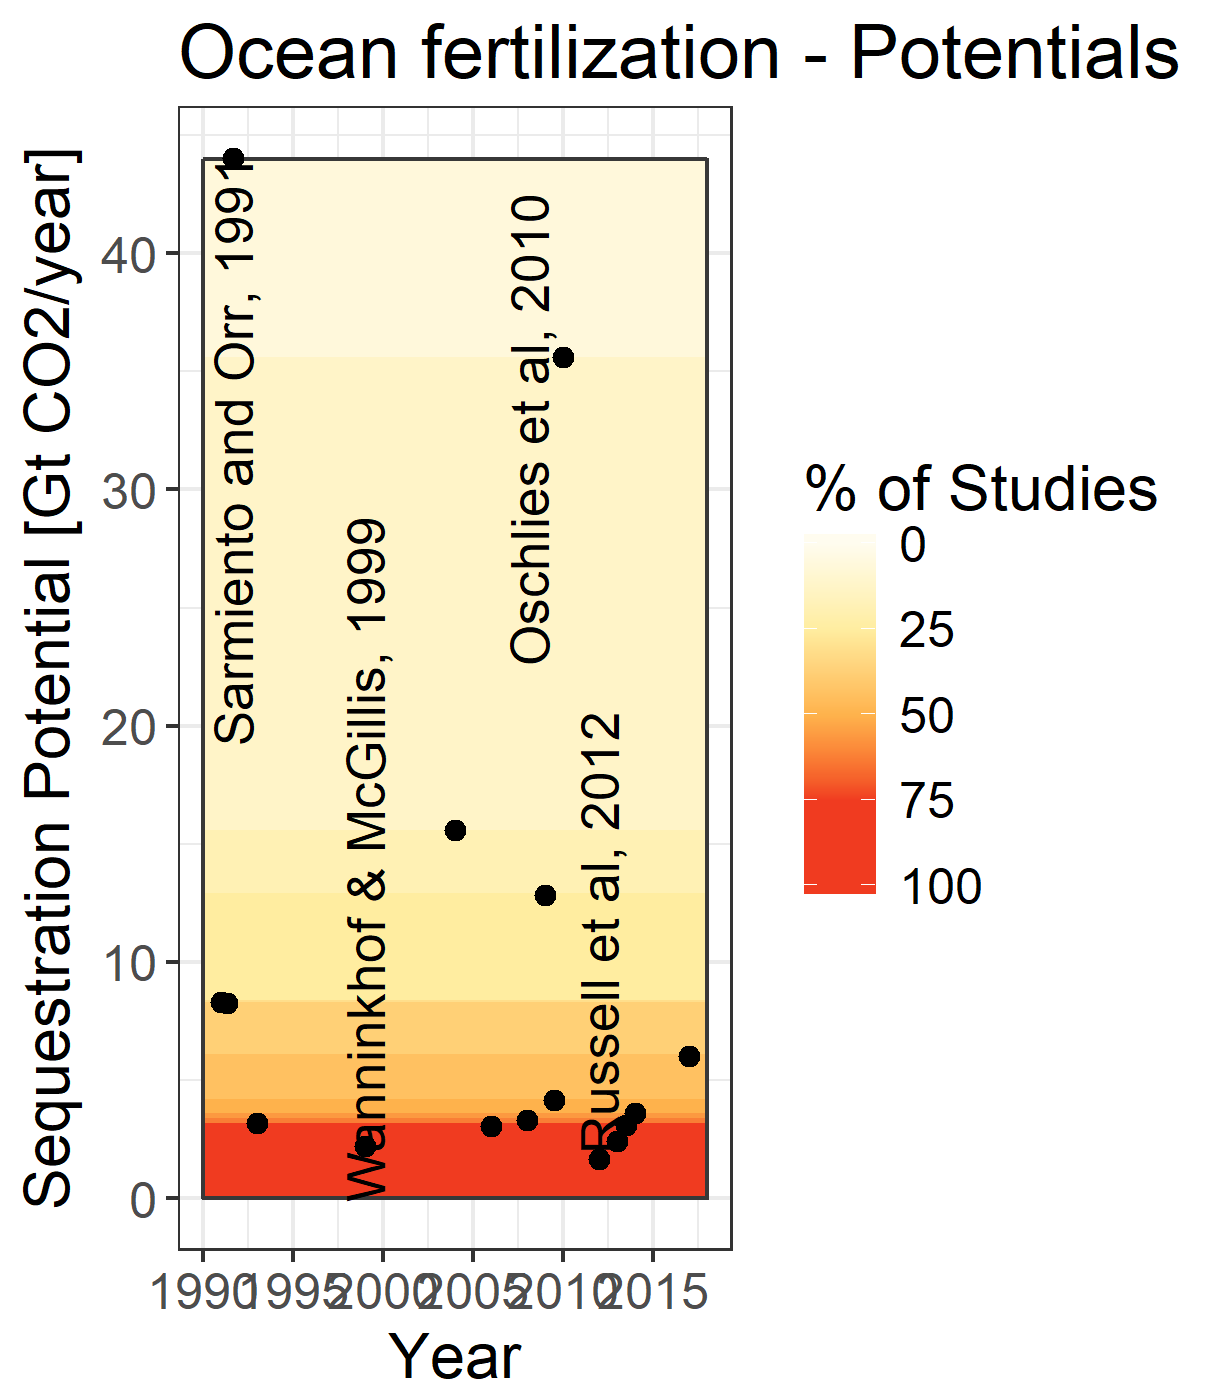 Ocean fertilization - Potentials
Sequestration Potential [Gt CO2/year]
40
30
20
10
0
Sarmiento and Orr, 1991
Wanninkhof & McGillis, 1999
Oschlies et al, 2010
Russell et al, 2012
1990
1995
2000
2005
2010
2015
Year
% of Studies
0
25
50
75
100